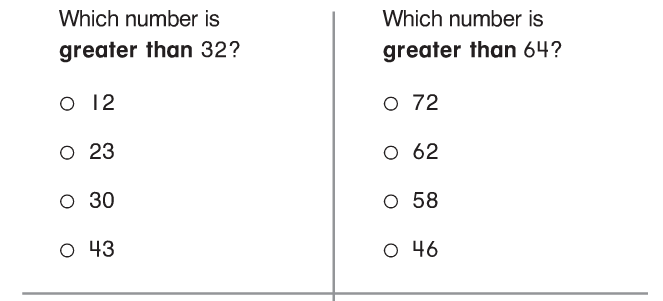 Which number is
greater than 32?
12
23
30
43
Which number is
greater than 64?
72
62
58
46